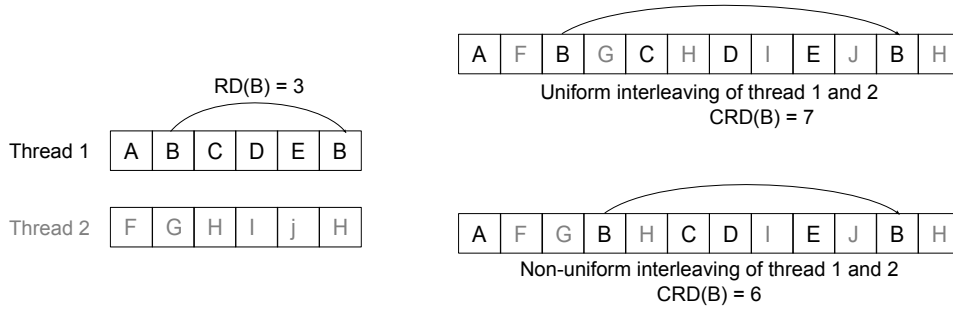 RD(B) = 3
Thread 1 A B C D E B
Thread 2 F G H I j H
A F B G C H D I E J B H
Uniform interleaving of thread 1 and 2
CRD(B) = 7
A F G B H C D I E J B H
Non-uniform interleaving of thread 1 and 2
CRD(B) = 6